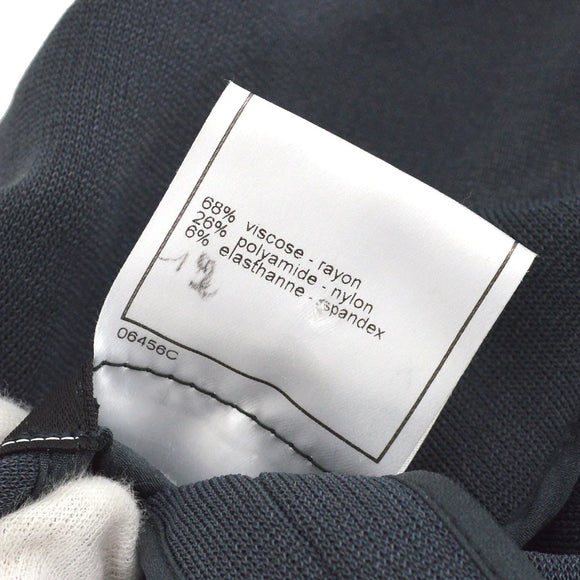 68% viscose - rayon
26% polyamide - nylon
6% elasthanne - spandex
06456C